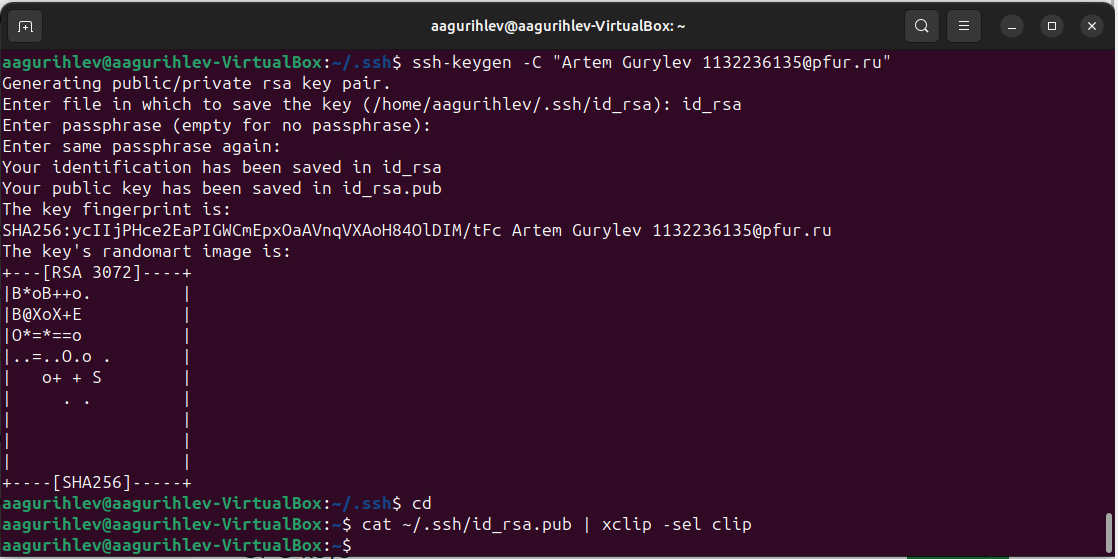 aagurihlev@aagurihlev-VirtualBox: ~
aagurihlev@aagurihlev-VirtualBox:~/.ssh$ ssh-keygen -C "Artem Gurylev 1132236135@pfur.ru"
Generating public/private rsa key pair.
Enter file in which to save the key (/home/aagurihlev/.ssh/id_rsa): id_rsa
Enter passphrase (empty for no passphrase):
Enter same passphrase again:
Your identification has been saved in id_rsa
Your public key has been saved in id_rsa.pub
The key fingerprint is:
SHA256:ycIIjPHce2EaPIGWCmEpxOaAVnqVXAoH84OlDIM/tFc Artem Gurylev 1132236135@pfur.ru
The key's randomart image is:
+---[RSA 3072]----+
|B*oB++o.         |
|B@XoX+E          |
|O*=*==o          |
|..=..O.o .       |
|   o+ + S        |
|     . .         |
|                 |
|                 |
|                 |
+----[SHA256]-----+
aagurihlev@aagurihlev-VirtualBox:~/.ssh$ cd
aagurihlev@aagurihlev-VirtualBox:~$ cat ~/.ssh/id_rsa.pub | xclip -sel clip
aagurihlev@aagurihlev-VirtualBox:~$